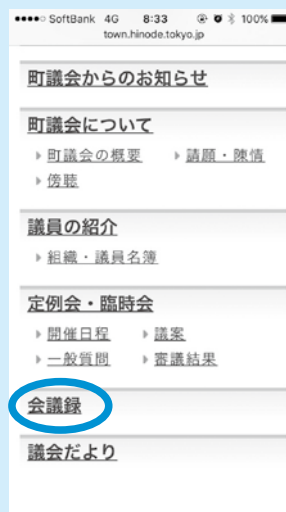 SoftBank 4G 8:33 100%
town.hinode.tokyo.jp
町議会からのお知らせ
町議会について
町議会の概要 請願・陳情
傍聴
議員の紹介
組織・議員名簿
定例会・臨時会
開催日程 議案
一般質問 審議結果
会議録
議会だより